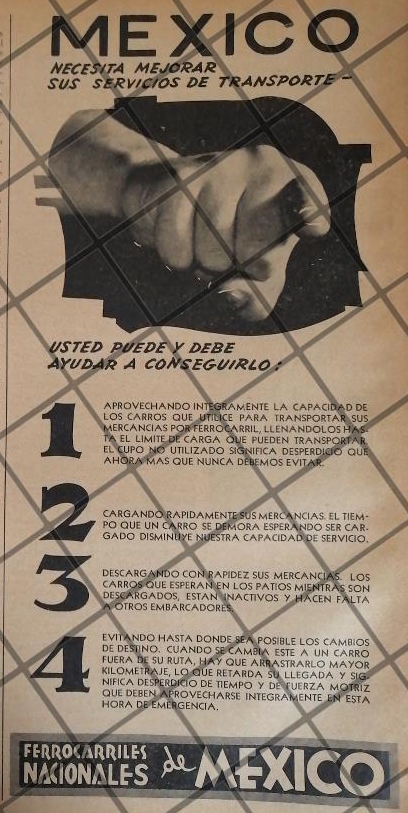 MEXICO
NECESITA MEJORAR
SUS SERVICIOS DE TRANSPORTE –
USTED PUEDE Y DEBE
AYUDAR A CONSEGUIRLO :
1
APROVECHANDO INTEGRAMENTE LA CAPACIDAD DE
LOS CARROS QUE UTILICE PARA TRANSPORTAR SUS
MERCANCIAS POR FERROCARRIL, LLENANDOLOS HAS-
TA EL LIMITE DE CARGA QUE PUEDEN TRANSPORTAR.
EL CUPO NO UTILIZADO SIGNIFICA DESPERDICIO QUE
AHORA MAS QUE NUNCA DEBEMOS EVITAR.
2
CARGANDO RAPIDAMENTE SUS MERCANCIAS. EL TIEM-
PO QUE UN CARRO SE DEMORA ESPERANDO SER CAR-
GADO DISMINUYE NUESTRA CAPACIDAD DE SERVICIO.
3
DESCARGANDO CON RAPIDEZ SUS MERCANCIAS. LOS
CARROS QUE ESPERAN EN LOS PATIOS MIENTRAS SON
DESCARGADOS, ESTAN INACTIVOS Y HACEN FALTA
A OTROS EMBARCADORES.
4
EVITANDO HASTA DONDE SEA POSIBLE LOS CAMBIOS
DE DESTINO. CUANDO SE CAMBIA ESTE A UN CARRO
FUERA DE SU RUTA, HAY QUE ARRASTRARLO MAYOR
KILOMETRAJE, LO QUE RETARDA SU LLEGADA Y SIG-
NIFICA DESPERDICIO DE TIEMPO Y DE FUERZA MOTRIZ
QUE DEBEN APROVECHARSE INTEGRAMENTE EN ESTA
HORA DE EMERGENCIA.
FERROCARRILES
NACIONALES de MEXICO